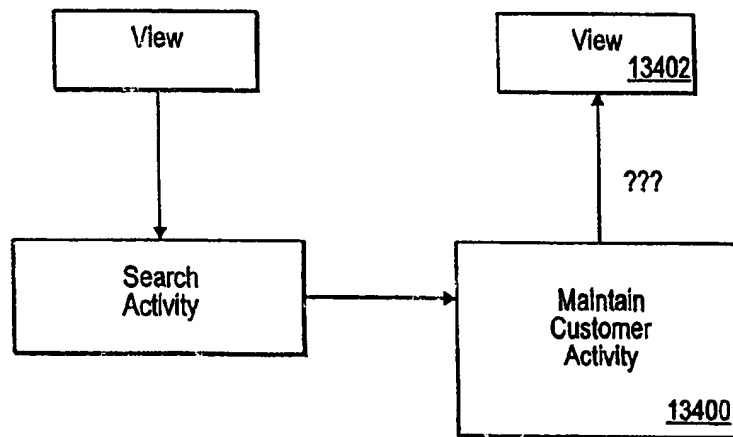 View
View
13402
???
Search
Activity
Maintain
Customer
Activity
13400